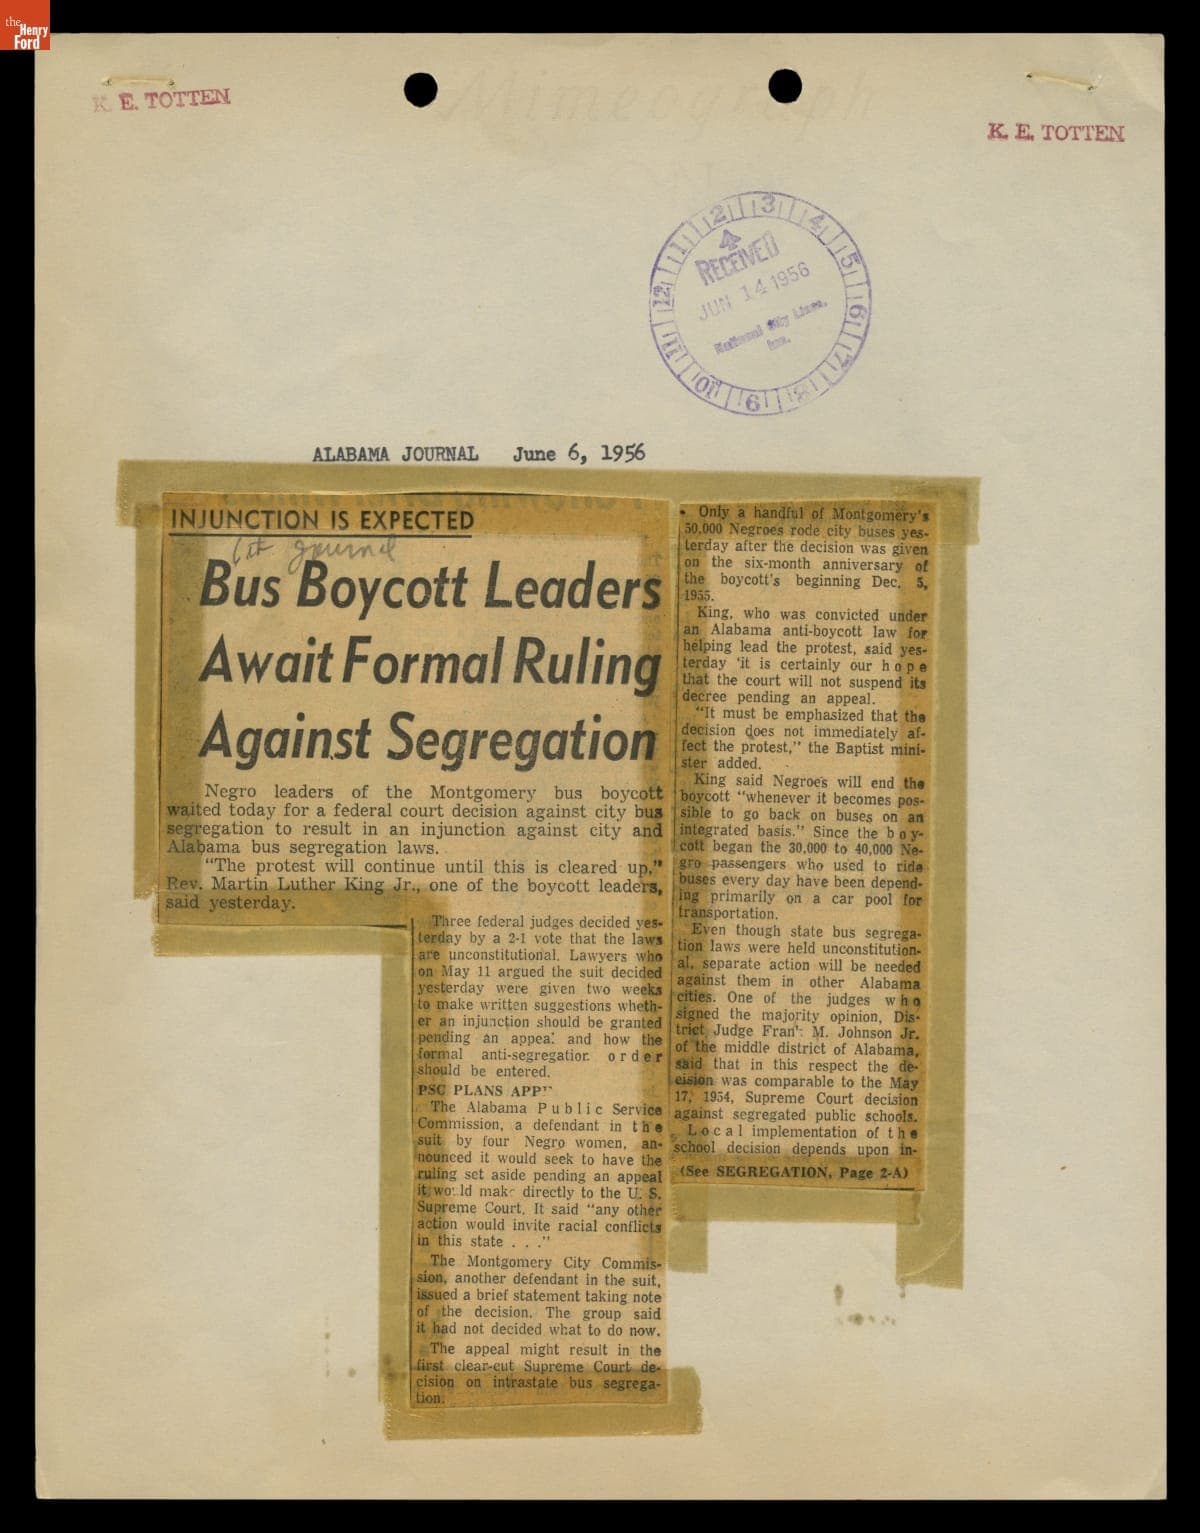 the
Henry
Ford
K. E. TOTTEN
K. E. TOTTEN
12 1 2 3 4 5 6 7 8 9 10 11
RECEIVED
JUN 14 1956
National City Lines,
Inc.
ALABAMA JOURNAL June 6, 1956
INJUNCTION IS EXPECTED
Journal
Bus Boycott Leaders
Await Formal Ruling
Against Segregation
Negro leaders of the Montgomery bus boycott
waited today for a federal court decision against city bus
segregation to result in an injunction against city and
Alabama bus segregation laws.
"The protest will continue until this is cleared up,"
Rev. Martin Luther King Jr., one of the boycott leaders,
said yesterday.
Three federal judges decided yes-
terday by a 2-1 vote that the laws
are unconstitutional. Lawyers who
on May 11 argued the suit decided
yesterday were given two weeks
to make written suggestions wheth-
er an injunction should be granted
pending an appeal and how the
formal anti-segregation order
should be entered.
PSC PLANS
The Alabama Public Service
Commission, a defendant in the
suit by four Negro women, an-
nounced it would seek to have the
ruling set aside pending an appeal
it would make directly to the U. S.
Supreme Court. It said "any other
action would invite racial conflicts
in this state . . ."
The Montgomery City Commis-
sion, another defendant in the suit,
issued a brief statement taking note
of the decision. The group said
it had not decided what to do now.
The appeal might result in the
first clear-cut Supreme Court de-
cision on intrastate bus segrega-
tion.
Only a handful of Montgomery's
50,000 Negroes rode city buses yes-
terday after the decision was given
on the six-month anniversary of
the boycott's beginning Dec. 5,
1955.
King, who was convicted under
an Alabama anti-boycott law for
helping lead the protest, said yes-
terday 'it is certainly our hope
that the court will not suspend its
decree pending an appeal.
"It must be emphasized that the
decision does not immediately af-
fect the protest," the Baptist mini-
ster added.
King said Negroes will end the
boycott "whenever it becomes pos-
sible to go back on buses on an
integrated basis." Since the boy-
cott began the 30,000 to 40,000 Ne-
gro passengers who used to ride
buses every day have been depend-
ing primarily on a car pool for
transportation.
Even though state bus segrega-
tion laws were held unconstitution-
al, separate action will be needed
against them in other Alabama
cities. One of the judges who
signed the majority opinion, Dis-
trict Judge Frank M. Johnson Jr.
of the middle district of Alabama,
said that in this respect the de-
cision was comparable to the May
17, 1954, Supreme Court decision
against segregated public schools.
Local implementation of the
school decision depends upon in-
(See SEGREGATION, Page 2-A)